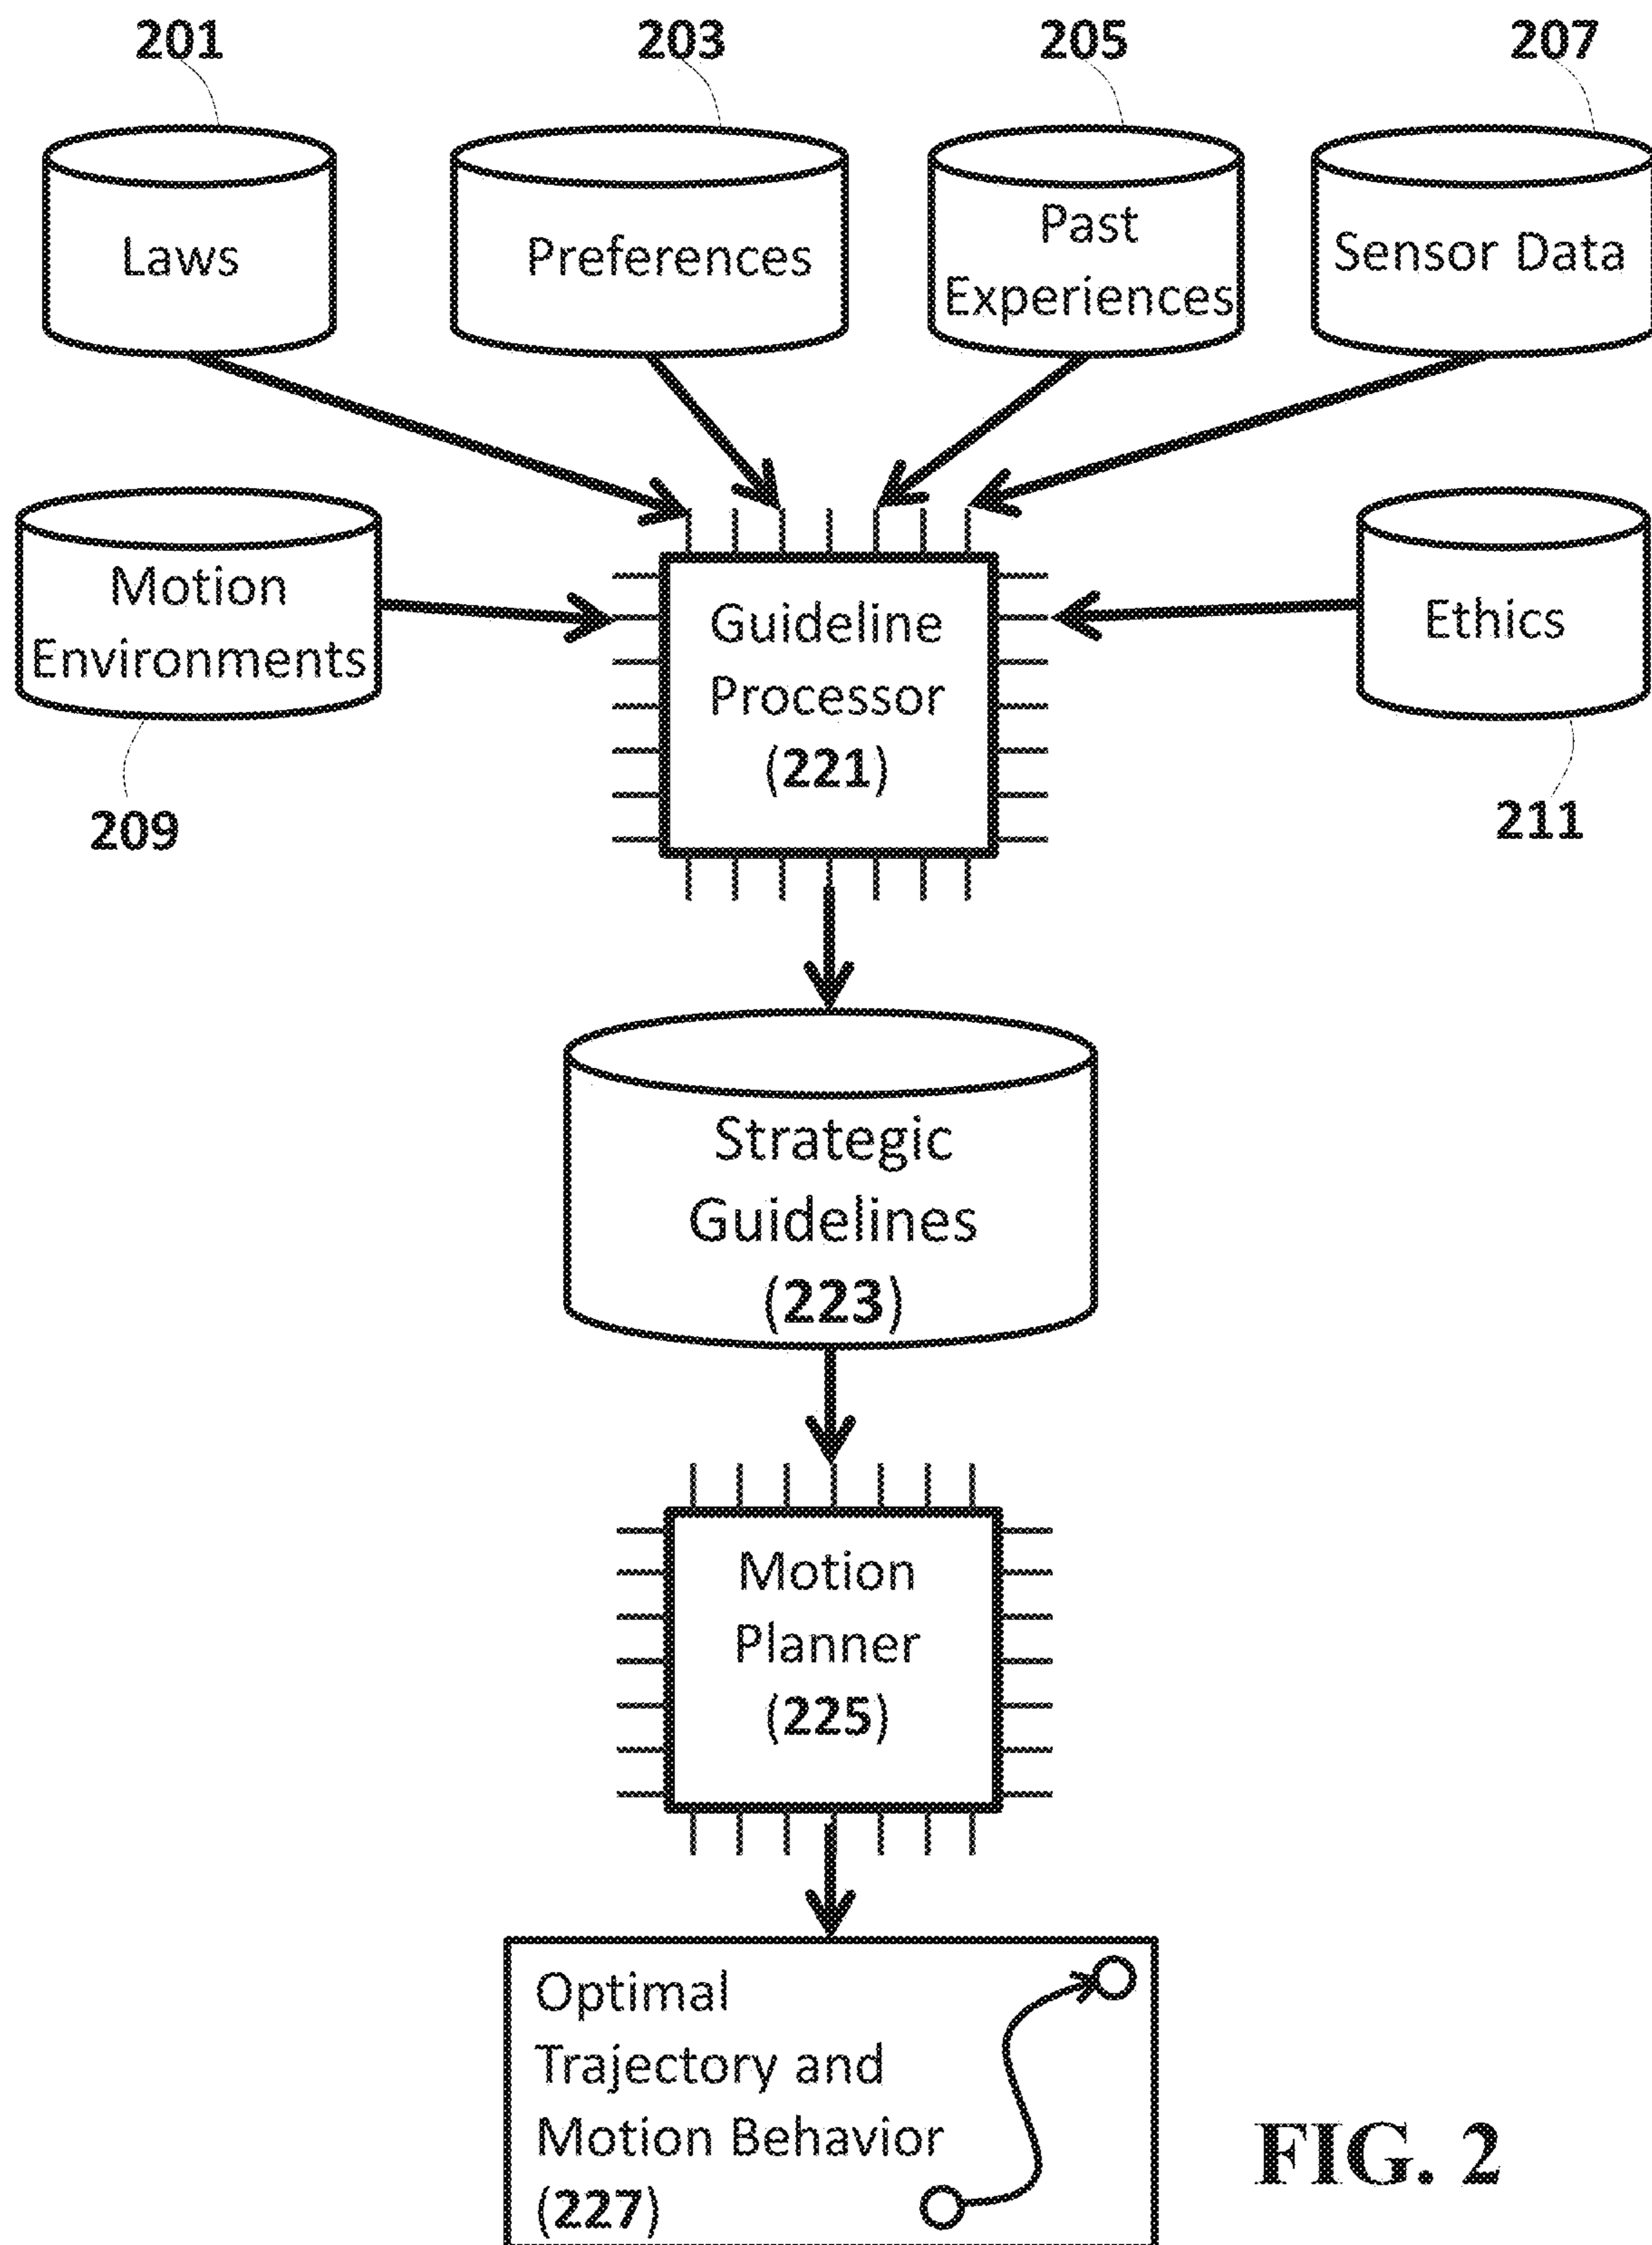 201
203
205
207
Laws
Preferences
Past
Experiences
Sensor Data
Motion
Environments
Guideline
Processor
(221)
Ethics
209
211
Strategic
Guidelines
(223)
Motion
Planner
(225)
Optimal
Trajectory and
Motion Behavior
(227)
FIG. 2